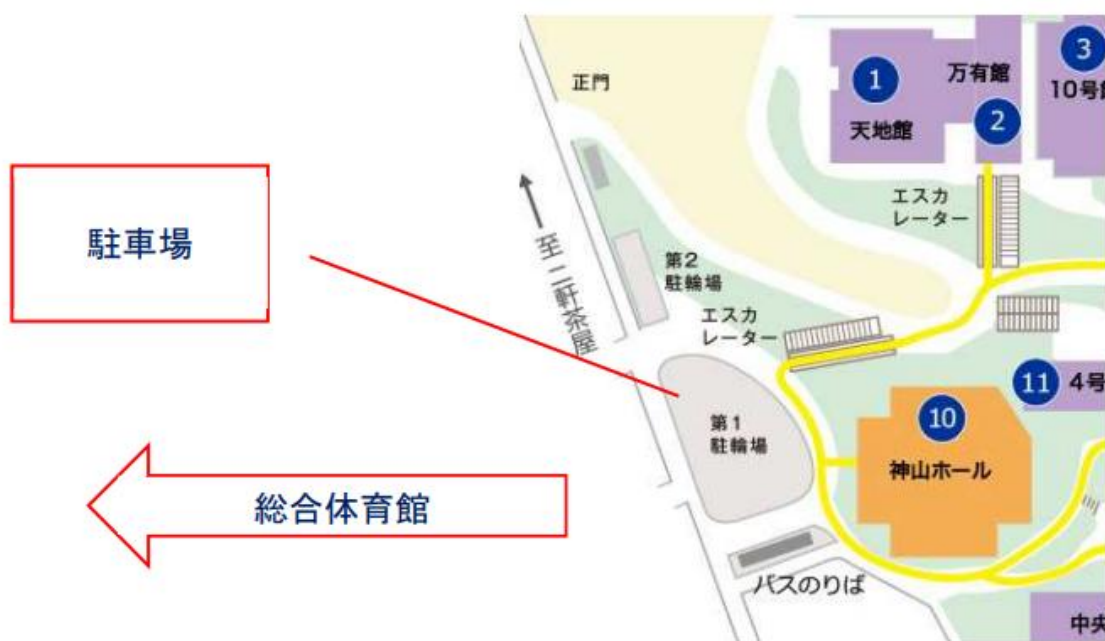 正門
1
天地館
万有館
2
3
10号
エスカ
レーター
駐車場
至 二軒茶屋
第2
駐輪場
エスカ
レーター
11
4号
第1
駐輪場
10
神山ホール
総合体育館
バスのりば
中央